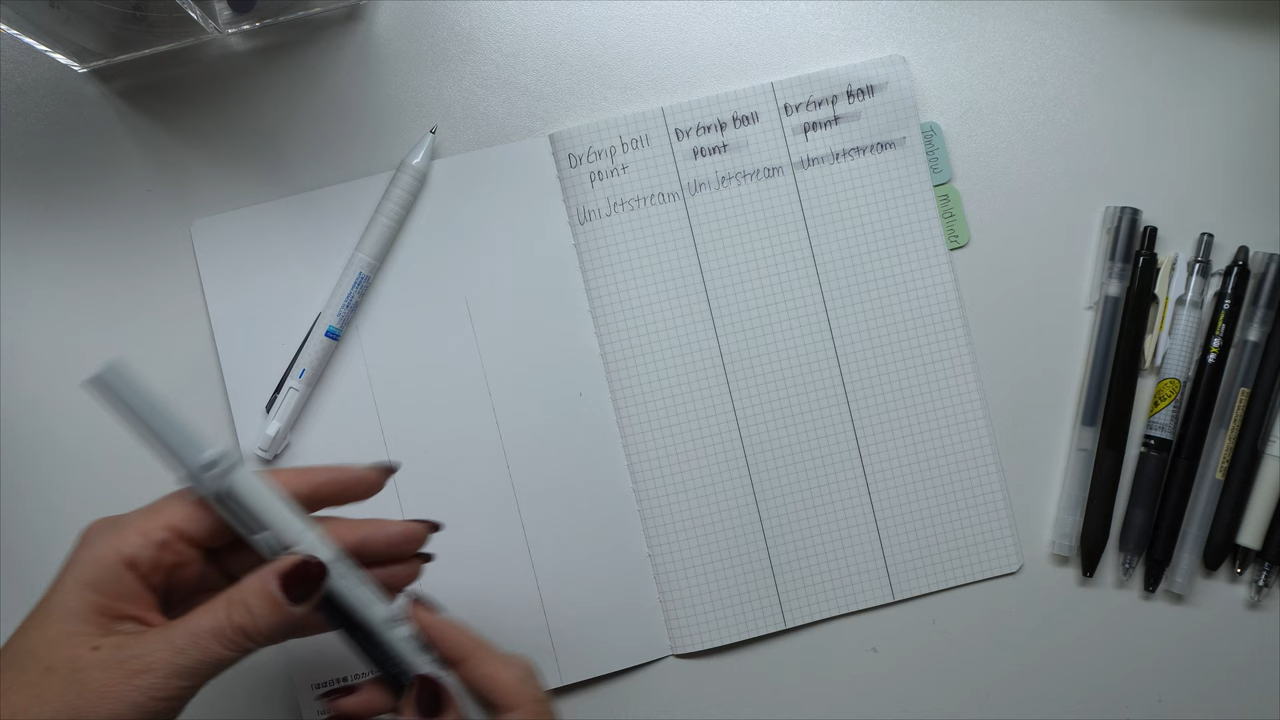 Dr Grip ball
point
Uni Jetstream
Dr Grip Ball
point
Uni Jetstream
Dr Grip Ball
point
Uni Jetstream
Tombow
mildliner